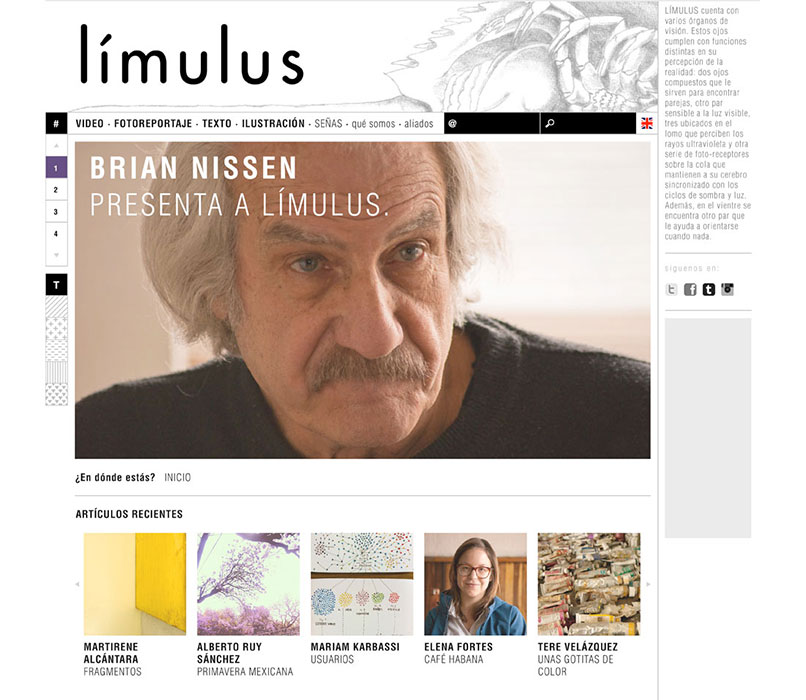 límulus
# VIDEO · FOTOREPORTAJE · TEXTO · ILUSTRACIÓN · SEÑAS · qué somos · aliados @
1
2
3
4
T
BRIAN NISSEN
PRESENTA A LÍMULUS.
¿En dónde estás? INICIO
ARTÍCULOS RECIENTES
MARTIRENE
ALCÁNTARA
FRAGMENTOS
ALBERTO RUY
SÁNCHEZ
PRIMAVERA MEXICANA
MARIAM KARBASSI
USUARIOS
ELENA FORTES
CAFÉ HABANA
TERE VELÁZQUEZ
UNAS GOTITAS DE
COLOR
LÍMULUS cuenta con
varios órganos de
visión. Estos ojos
cumplen con funciones
distintas en su
percepción de la
realidad: dos ojos
compuestos que le
sirven para encontrar
parejas, otro par
sensible a la luz visible,
tres ubicados en el
lomo que perciben los
rayos ultravioleta y otra
serie de foto-receptores
sobre la cola que
mantienen a su cerebro
sincronizado con los
ciclos de sombra y luz.
Además, en el vientre se
encuentra otro par que
le ayuda a orientarse
cuando nada.
síguenos en: